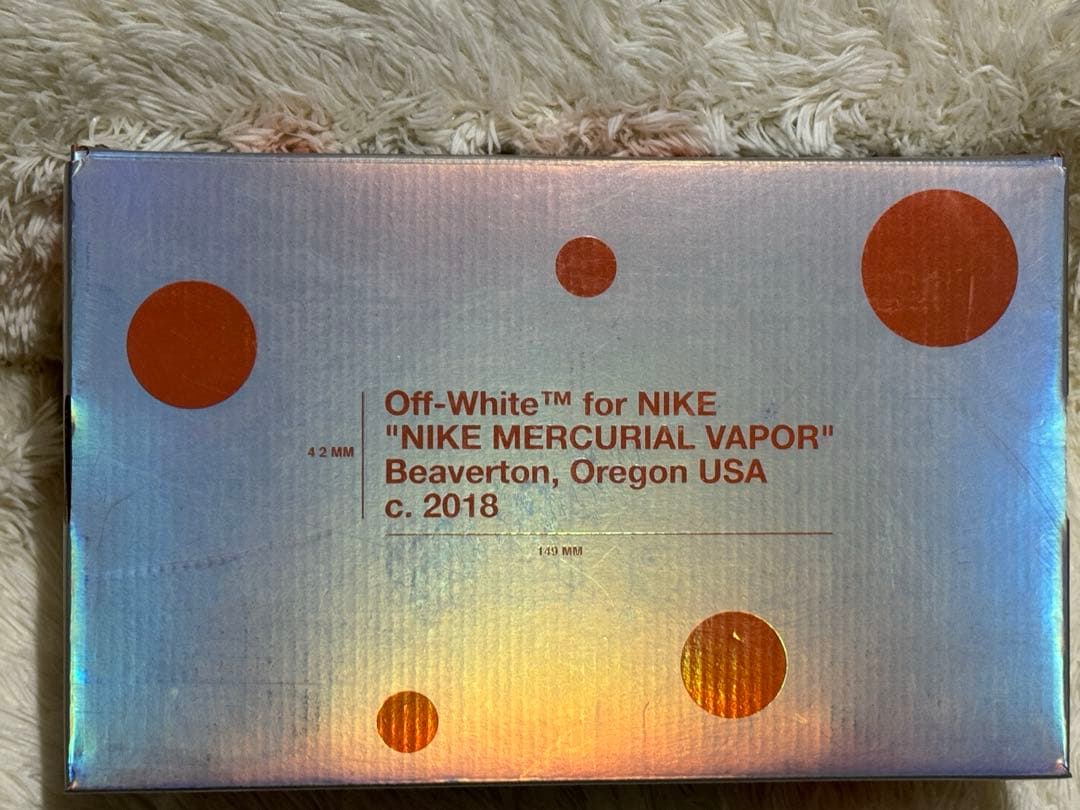 Off-White™ for NIKE
"NIKE MERCURIAL VAPOR"
4 2 MM
Beaverton, Oregon USA
c. 2018
149 MM